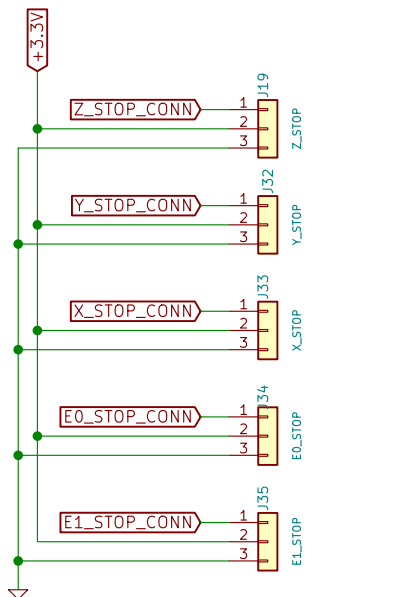 +3.3V
J19
Z_STOP_CONN
1
2
3
Z_STOP
J32
Y_STOP_CONN
1
2
3
Y_STOP
J33
X_STOP_CONN
1
2
3
X_STOP
J34
E0_STOP_CONN
1
2
3
E0_STOP
J35
E1_STOP_CONN
1
2
3
E1_STOP